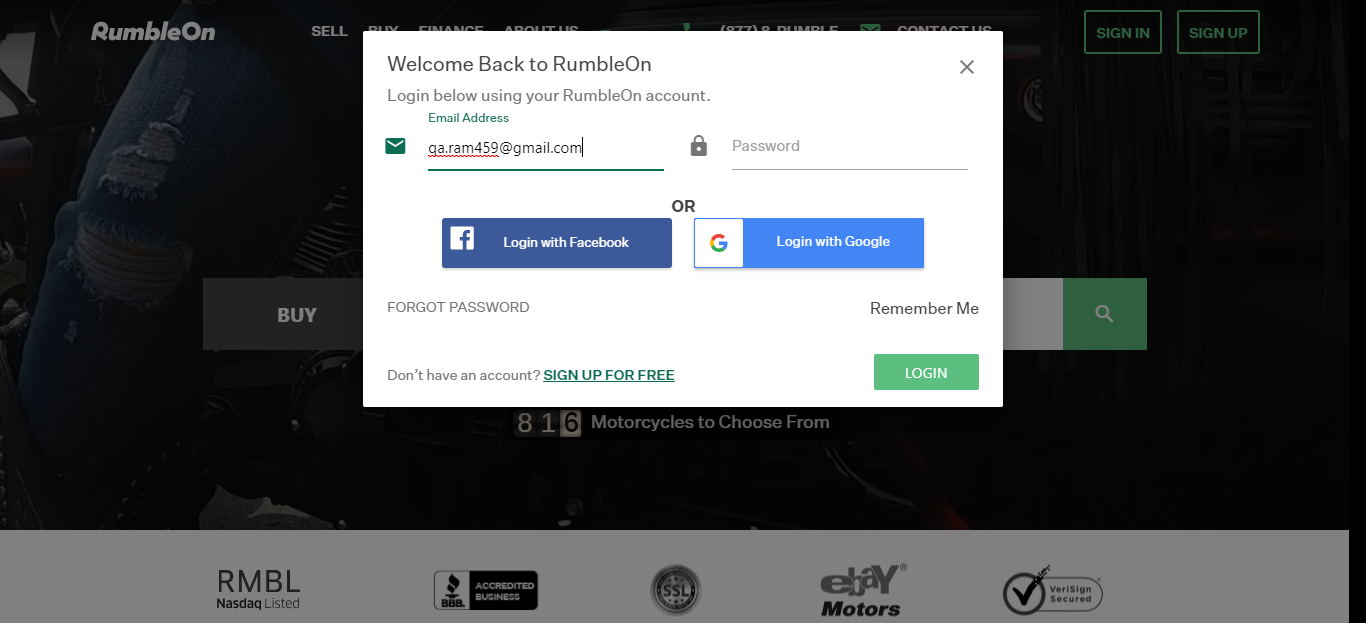 RumbleOn
SELL BUY FINANCE ABOUT US (877) 8-RUMBLE CONTACT US SIGN IN SIGN UP
Welcome Back to RumbleOn
Login below using your RumbleOn account.
Email Address
qa.ram459@gmail.com Password
OR
Login with Facebook G Login with Google
FORGOT PASSWORD Remember Me
BUY
Don't have an account? SIGN UP FOR FREE LOGIN
816 Motorcycles to Choose From
RMBL
Nasdaq Listed
BBB. ACCREDITED
BUSINESS
SSL
ebaY®
Motors
VeriSign
Secured